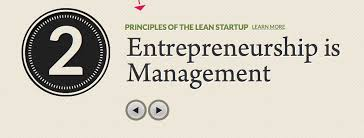 2
PRINCIPLES OF THE LEAN STARTUP LEARN MORE
Entrepreneurship is
Management